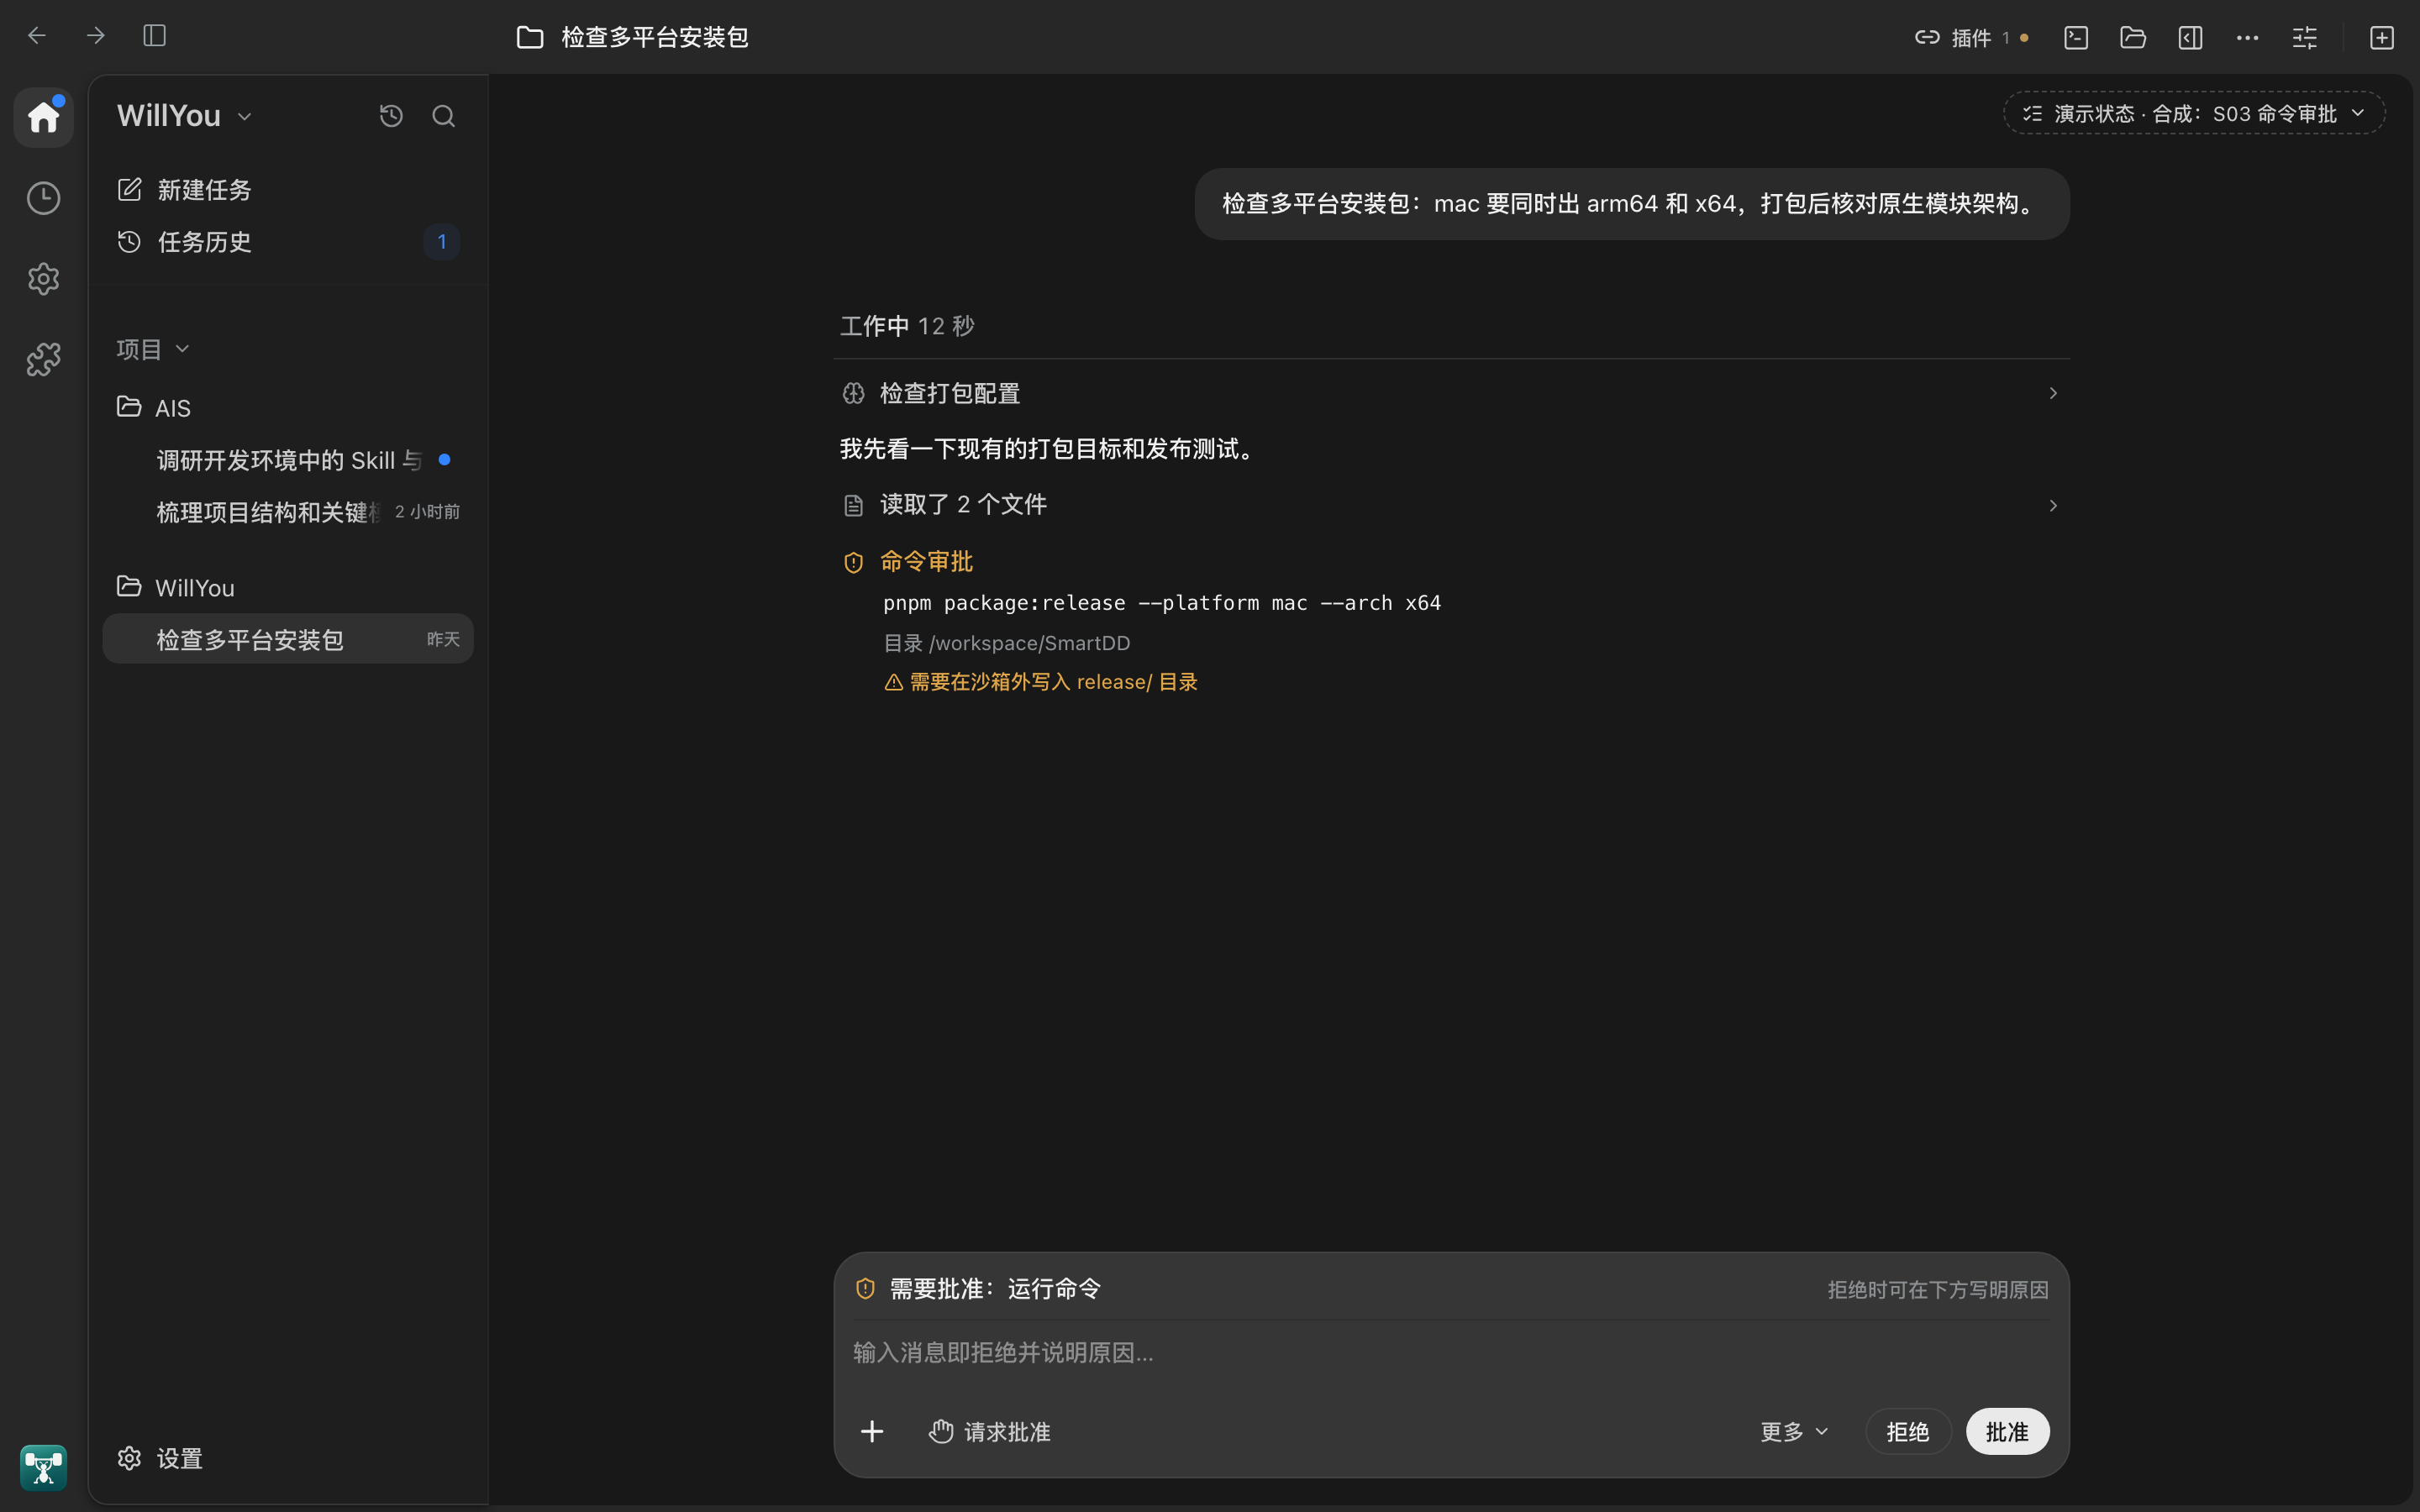 检查多平台安装包
插件 1
WillYou
演示状态 · 合成：S03 命令审批
新建任务
任务历史 1
项目
AIS
调研开发环境中的 Skill 与
梳理项目结构和关键 2 小时前
WillYou
检查多平台安装包 昨天
设置
检查多平台安装包：mac 要同时出 arm64 和 x64，打包后核对原生模块架构。
工作中 12 秒
检查打包配置
我先看一下现有的打包目标和发布测试。
读取了 2 个文件
命令审批
pnpm package:release --platform mac --arch x64
目录 /workspace/SmartDD
需要在沙箱外写入 release/ 目录
需要批准：运行命令 拒绝时可在下方写明原因
输入消息即拒绝并说明原因...
请求批准 更多 拒绝 批准